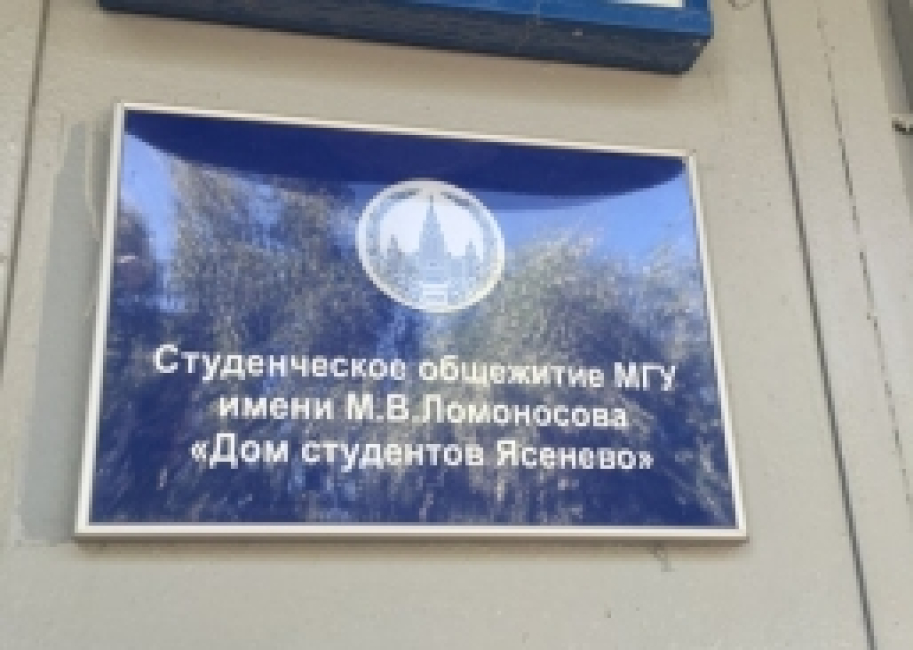 Студенческое общежитие МГУ
имени М.В.Ломоносова
«Дом студентов Ясенево»